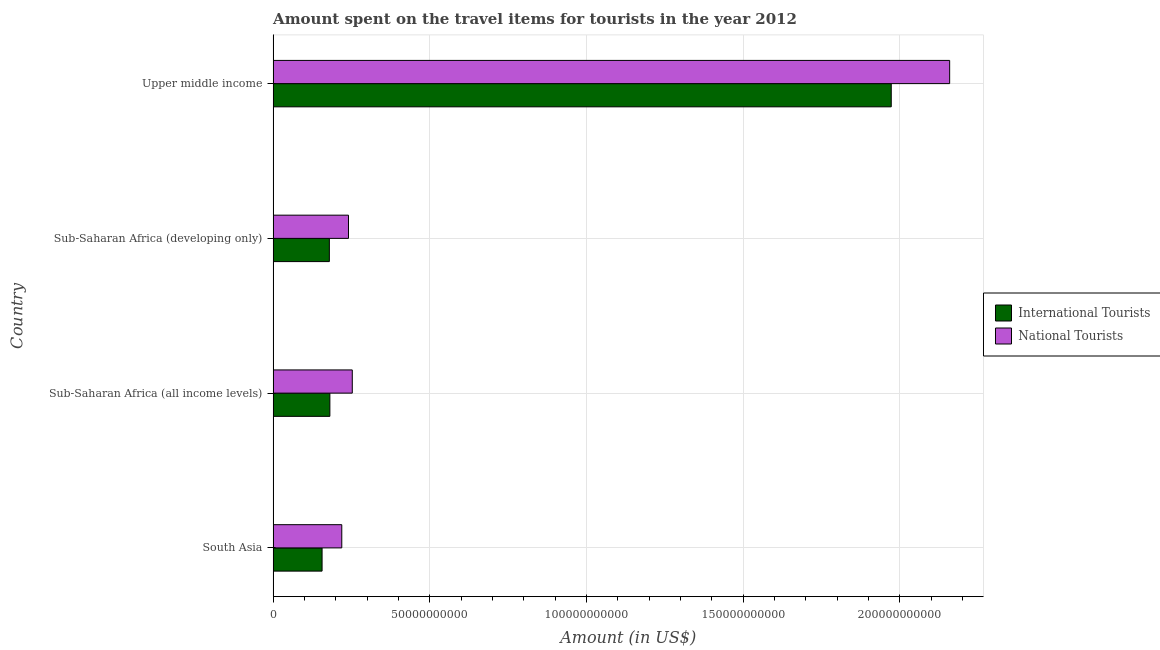 Amount spent on the travel items for tourists in the year 2012
Upper middle income
Sub-Saharan Africa (developing only)
Sub-Saharan Africa (all income levels)
South Asia
Country
International Tourists
National Tourists
0
50000000000
100000000000
150000000000
200000000000
Amount (in US$)